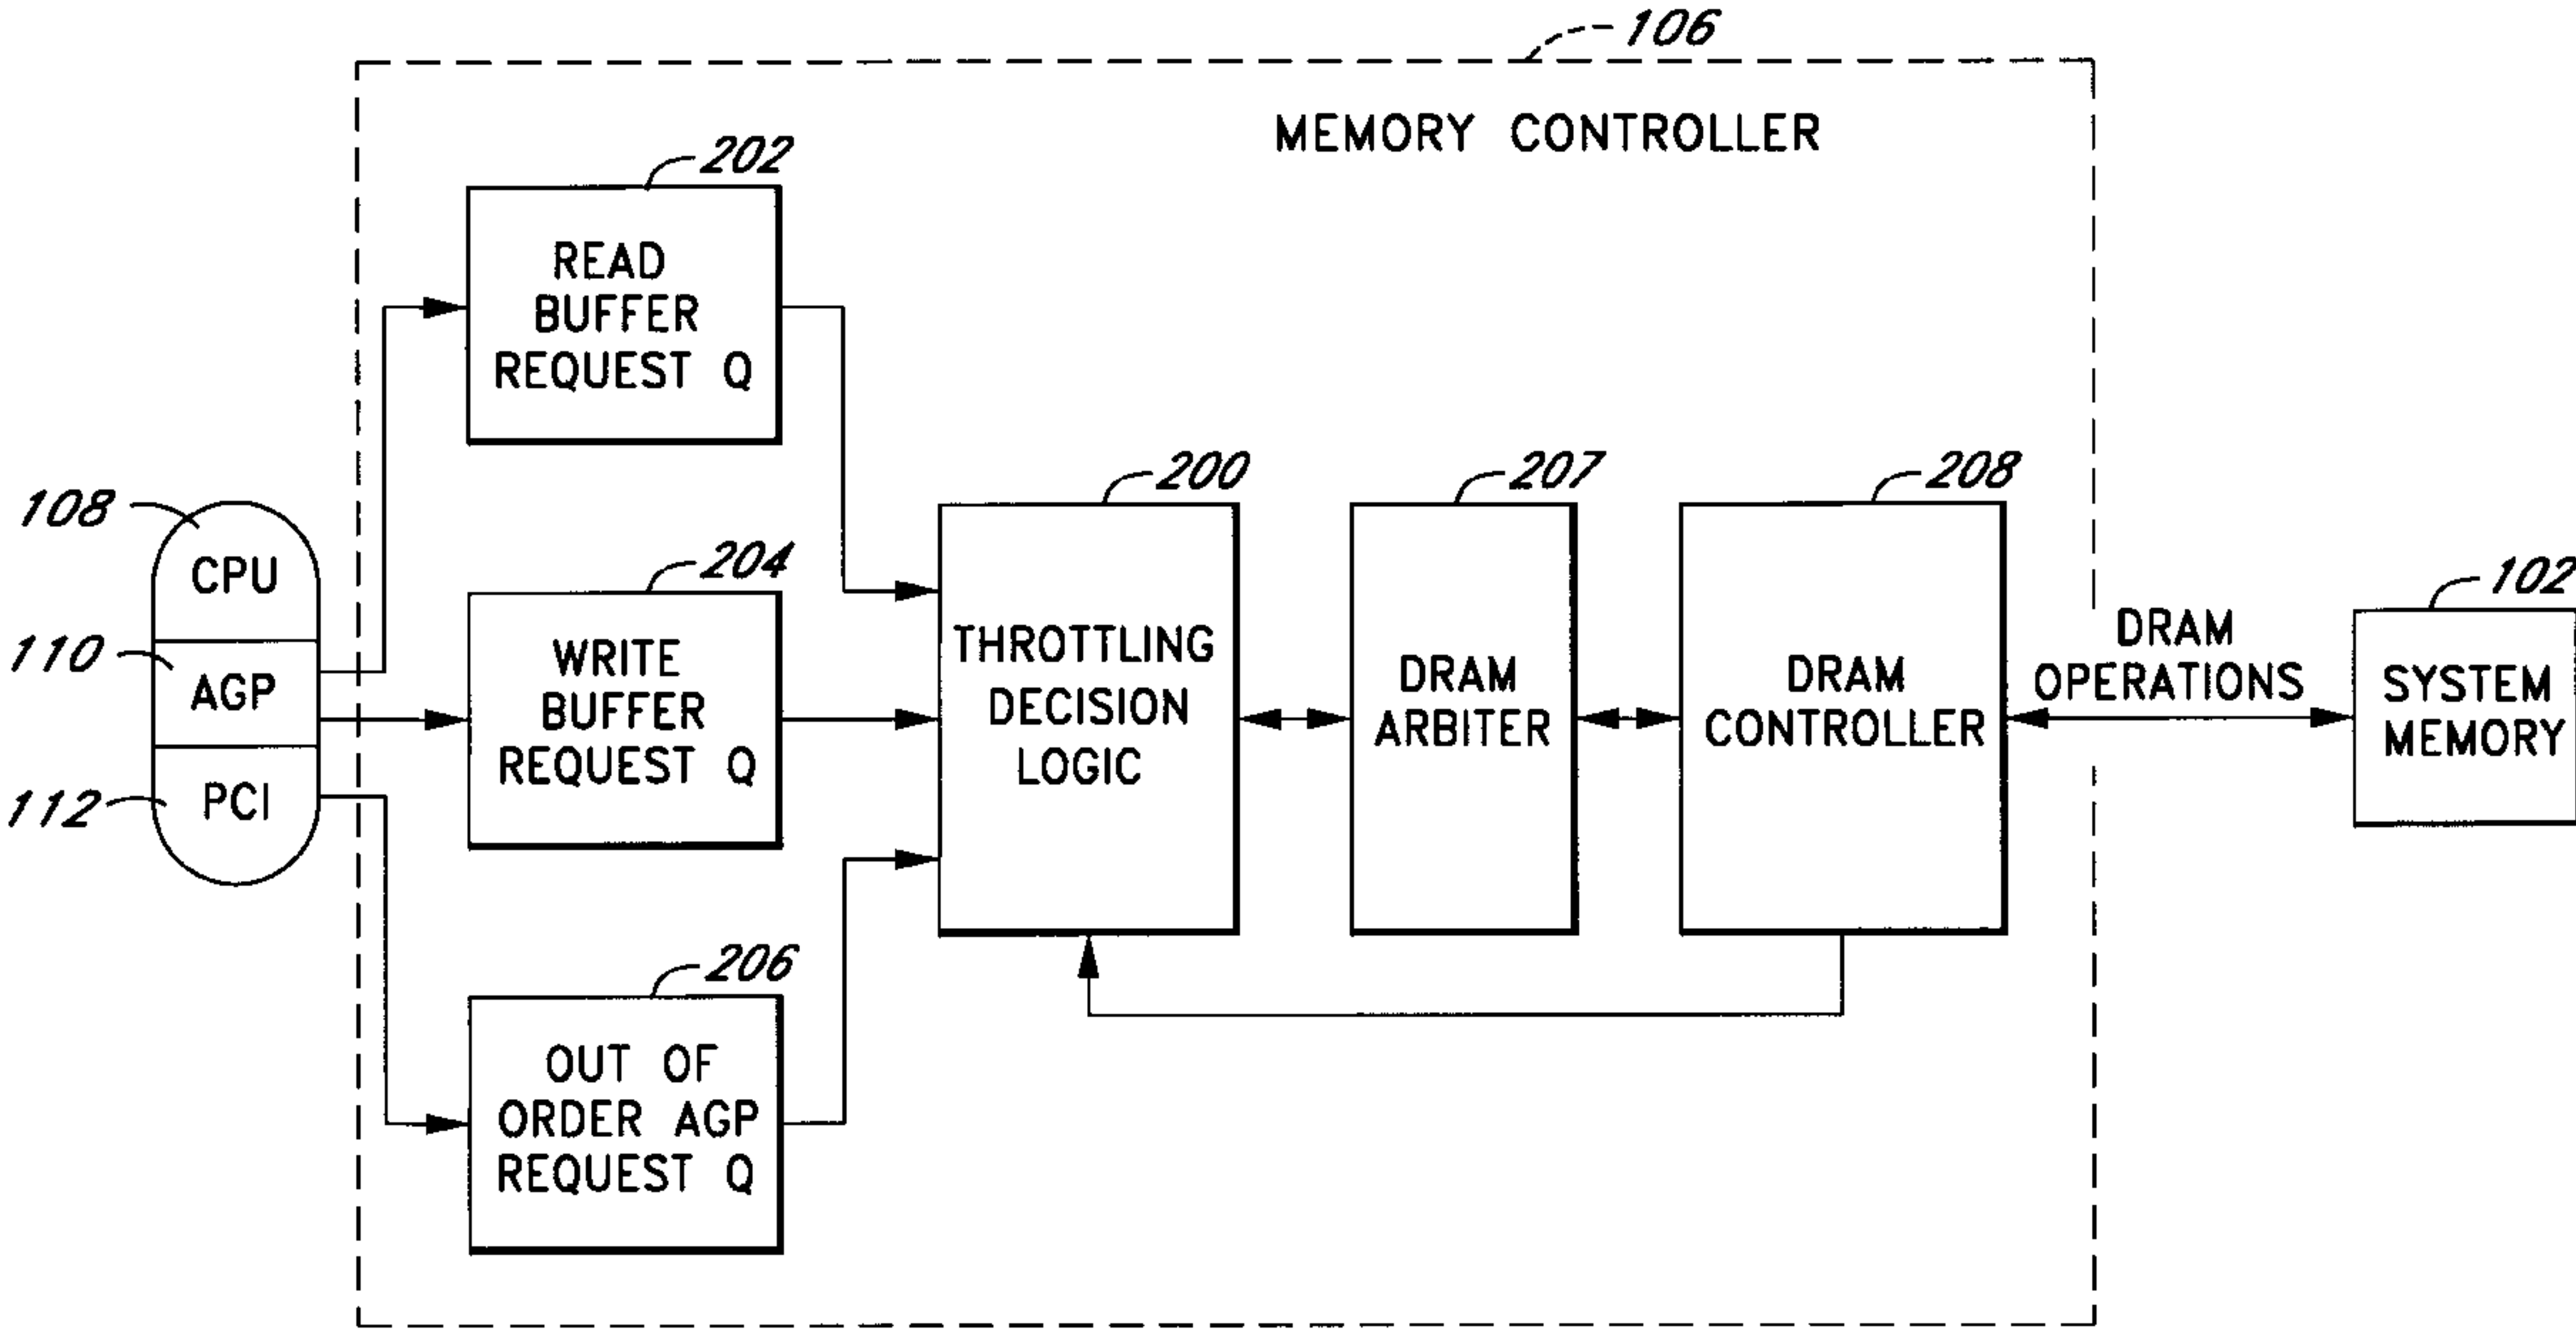 106
MEMORY CONTROLLER
202
READ
BUFFER
REQUEST Q
108
CPU
110
AGP
112
PCI
204
WRITE
BUFFER
REQUEST Q
206
OUT OF
ORDER AGP
REQUEST Q
200
THROTTLING
DECISION
LOGIC
207
DRAM
ARBITER
208
DRAM
CONTROLLER
DRAM
OPERATIONS
102
SYSTEM
MEMORY